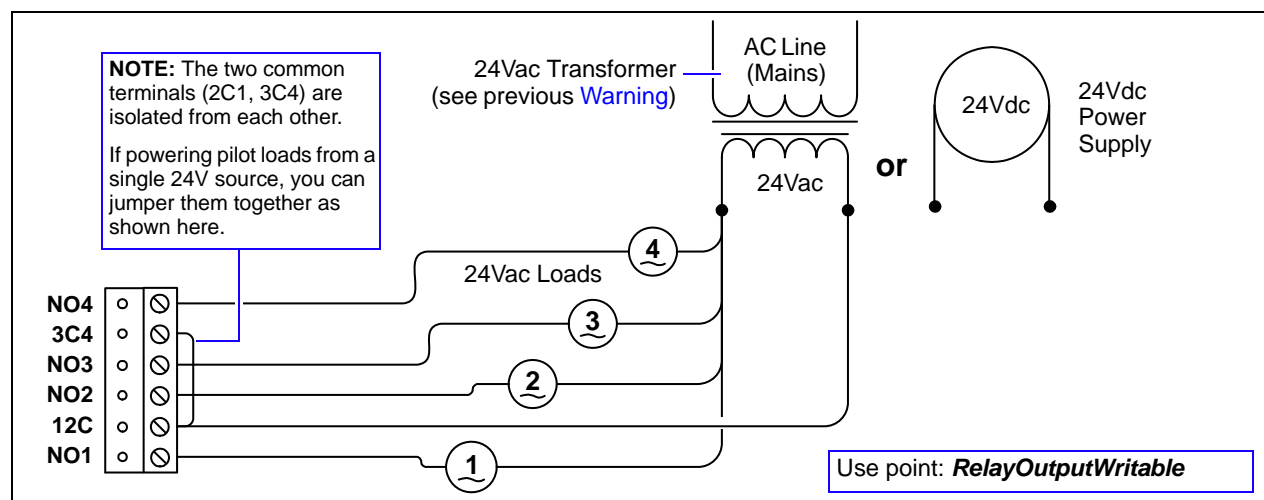 NOTE: The two common
terminals (2C1, 3C4) are
isolated from each other.
If powering pilot loads from a
single 24V source, you can
jumper them together as
shown here.
24Vac Transformer
(see previous Warning)
AC Line
(Mains)
24Vac
or
24Vdc
24Vdc
Power
Supply
24Vac Loads
4
3
2
1
NO4
3C4
NO3
NO2
12C
NO1
Use point: RelayOutputWritable